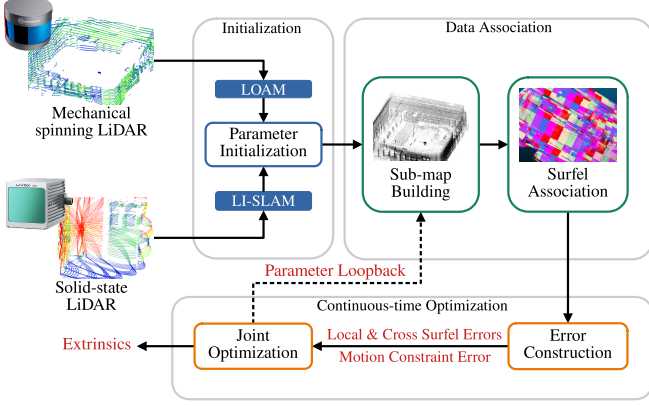 Initialization
Data Association
LOAM
Mechanical
spinning LiDAR
Parameter
Initialization
Sub-map
Building
Surfel
Association
LI-SLAM
Solid-state
LiDAR
Parameter Loopback
Continuous-time Optimization
Extrinsics
Joint
Optimization
Local & Cross Surfel Errors
Motion Constraint Error
Error
Construction